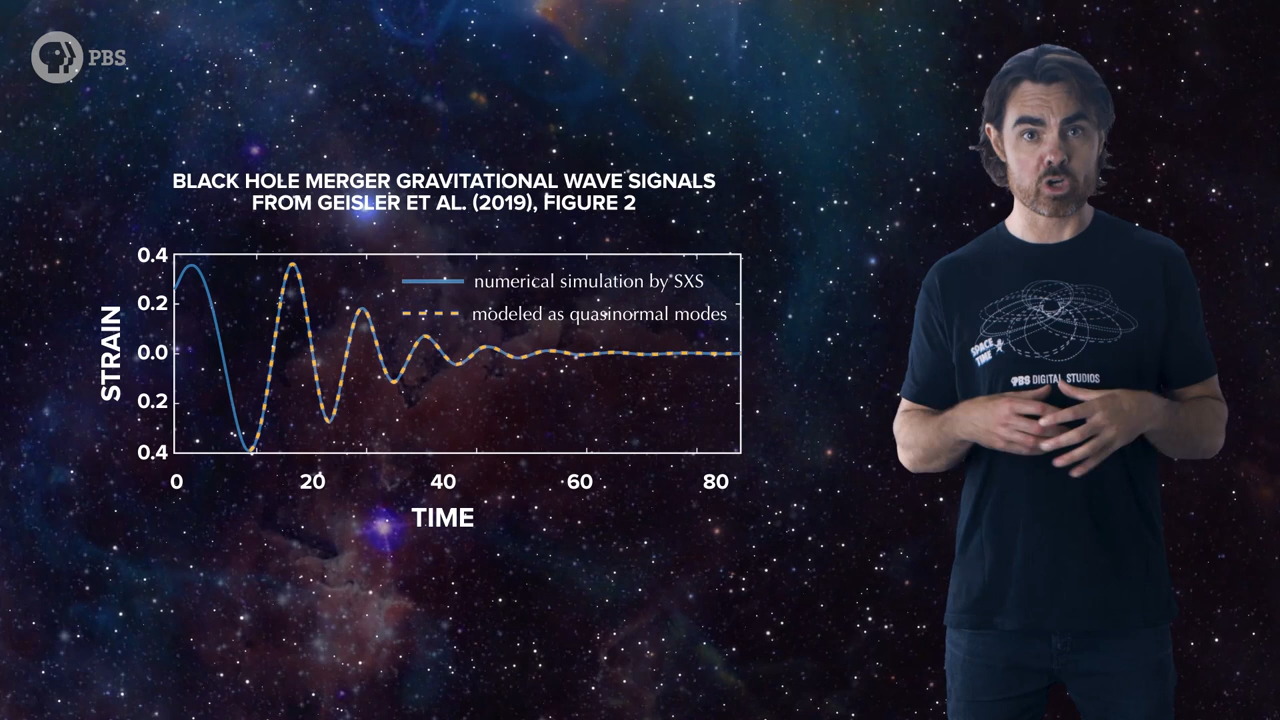 PBS
BLACK HOLE MERGER GRAVITATIONAL WAVE SIGNALS
FROM GEISLER ET AL. (2019), FIGURE 2
0.4
0.2
0.0
0.2
0.4
STRAIN
numerical simulation by SXS
modeled as quasinormal modes
0 20 40 60 80
TIME
SPACE
TIME
PBS DIGITAL STUDIOS